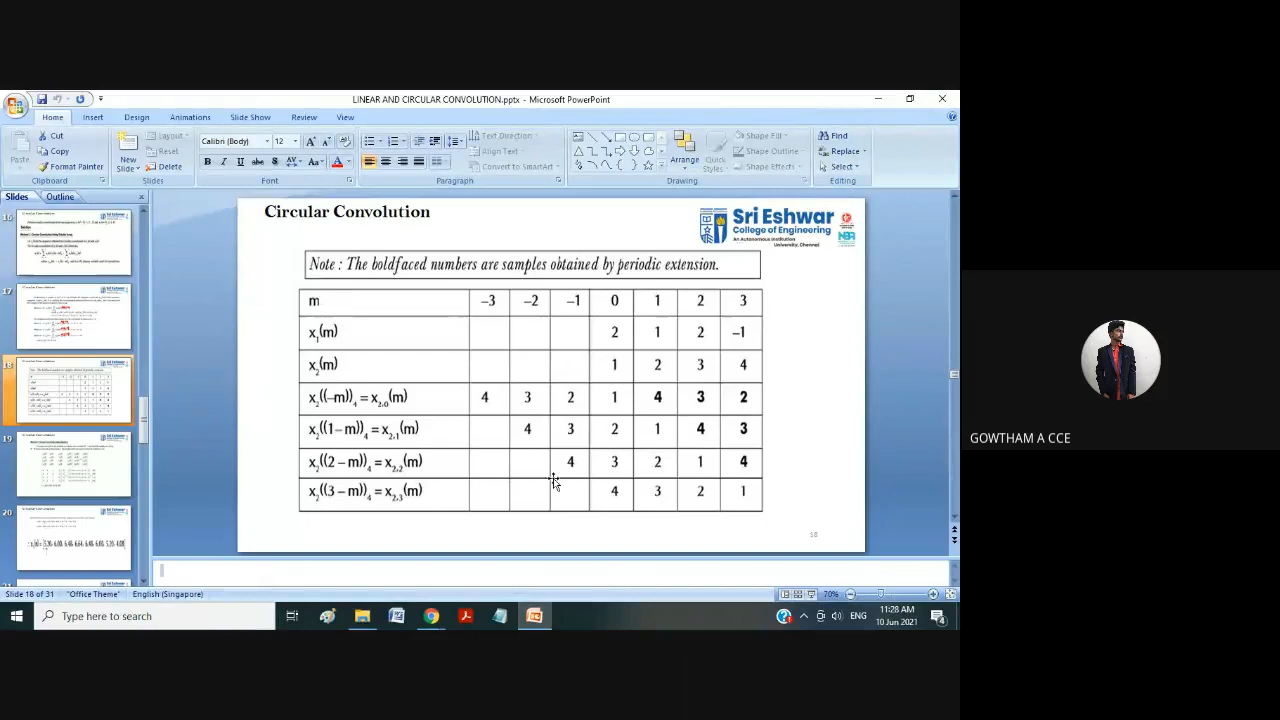 LINEAR AND CIRCULAR CONVOLUTION.pptx - Microsoft PowerPoint
Home Insert Design Animations Slide Show Review View
Cut
Copy
Format Painter
Paste
Clipboard
New Slide
Layout
Reset
Delete
Slides
Calibri (Body) 12
Font
Paragraph
Text Direction
Align Text
Convert to SmartArt
Arrange
Quick Styles
Shape Fill
Shape Outline
Shape Effects
Drawing
Find
Replace
Select
Editing
Slides Outline
16
17
18
19
20
Circular Convolution
Sri Eshwar
College of Engineering
An Autonomous Institution
University, Chennai
Note : The boldfaced numbers are samples obtained by periodic extension.
m −3 −2 −1 0 1 2 3
x1(m) 2 1 2 −1
x2(m) 1 2 3 4
x2((−m))4 = x2,0(m) 4 3 2 1 4 3 2
x2((1−m))4 = x2,1(m) 4 3 2 1 4 3
x2((2−m))4 = x2,2(m) 4 3 2 1 4
x2((3−m))4 = x2,3(m) 4 3 2 1
Slide 18 of 31 "Office Theme" English (Singapore) 70%
Type here to search
ENG
11:28 AM
10 Jun 2021
GOWTHAM A CCE